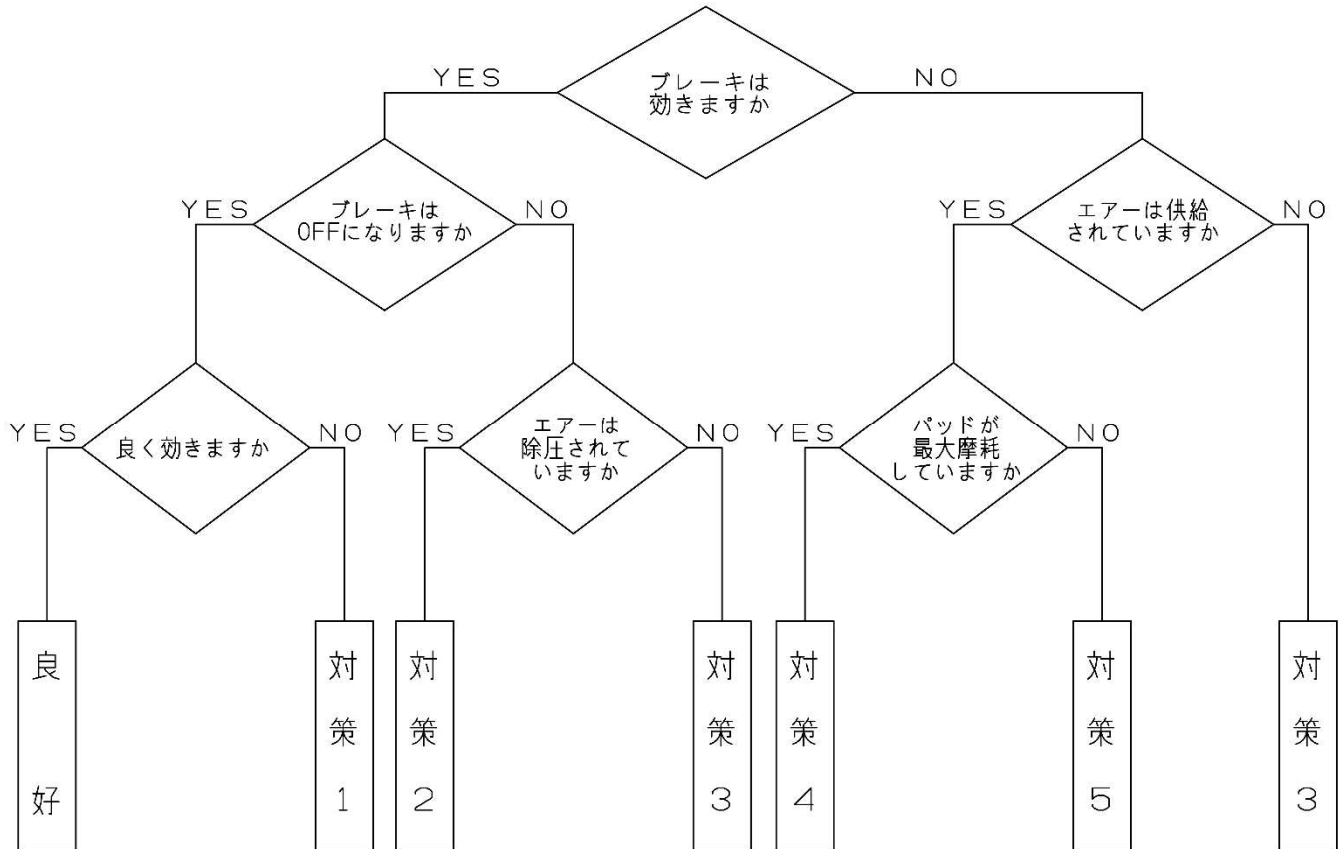 ブレーキは
効きますか
YES
NO
ブレーキは
OFFになりますか
YES
NO
エアーは供給
されていますか
YES
NO
良く効きますか
YES
NO
エアーは
除圧されて
いますか
YES
NO
パッドが
最大摩耗
していますか
YES
NO
良好
対策1
対策2
対策3
対策4
対策5
対策3